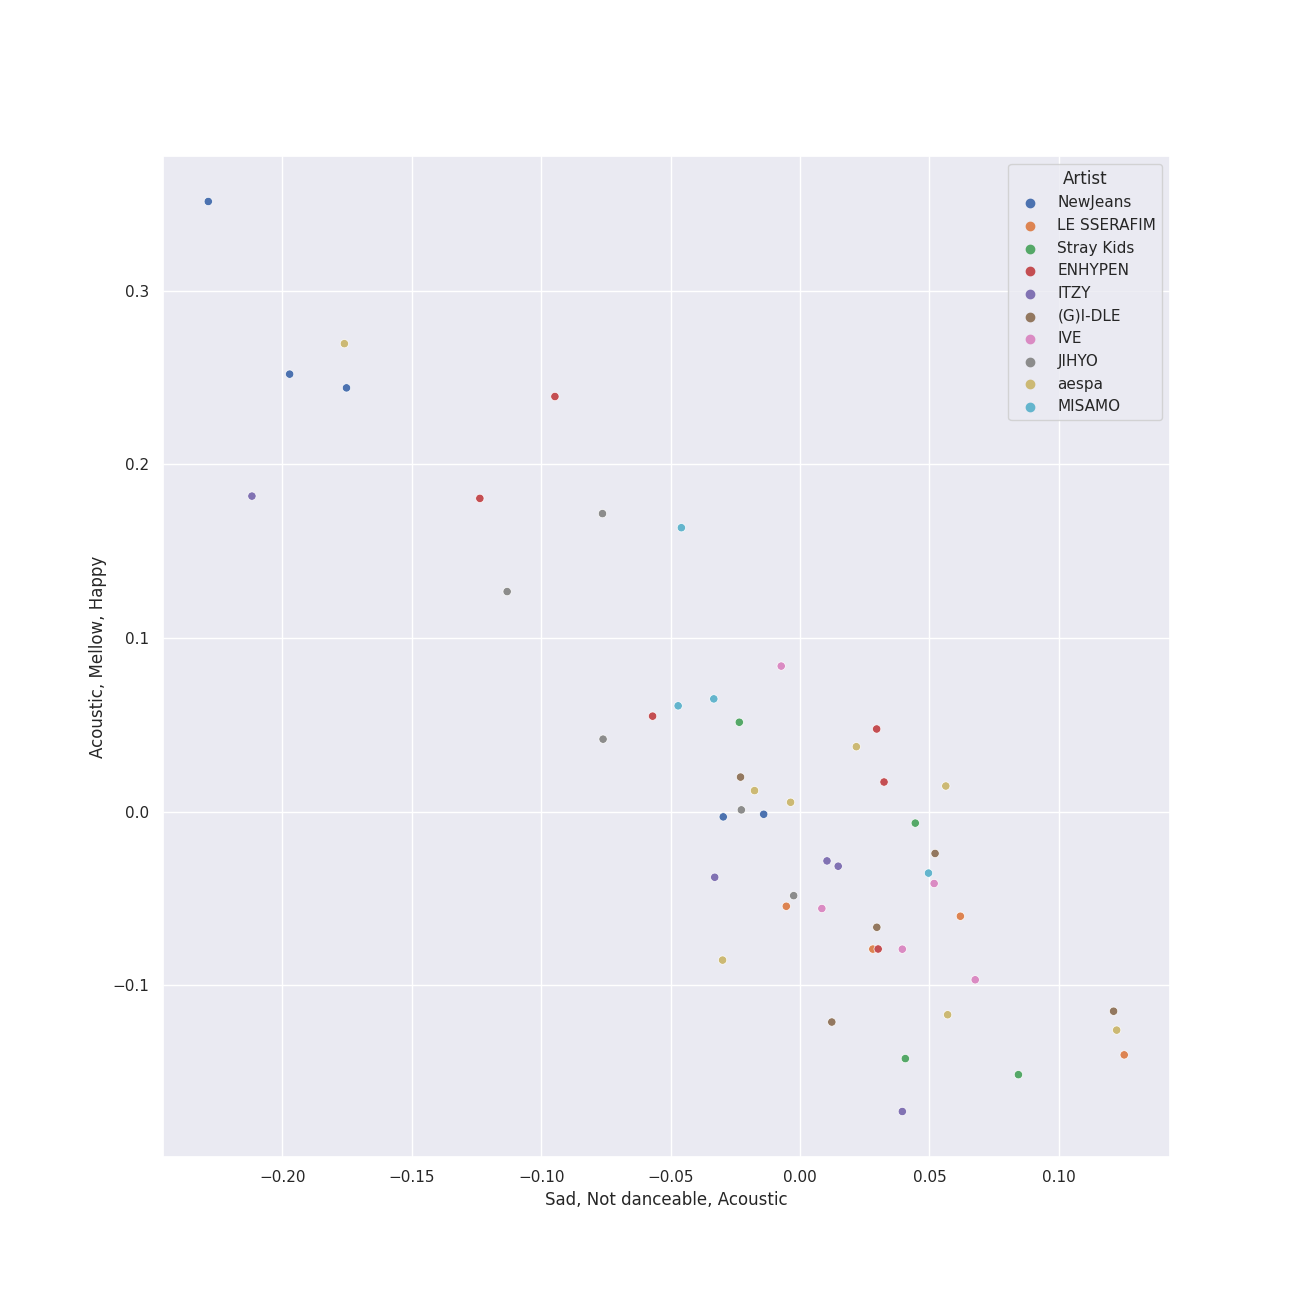 Artist
NewJeans
LE SSERAFIM
Stray Kids
ENHYPEN
ITZY
(G)I-DLE
IVE
JIHYO
aespa
MISAMO
0.3
0.2
0.1
0.0
−0.1
Acoustic, Mellow, Happy
−0.20 −0.15 −0.10 −0.05 0.00 0.05 0.10
Sad, Not danceable, Acoustic